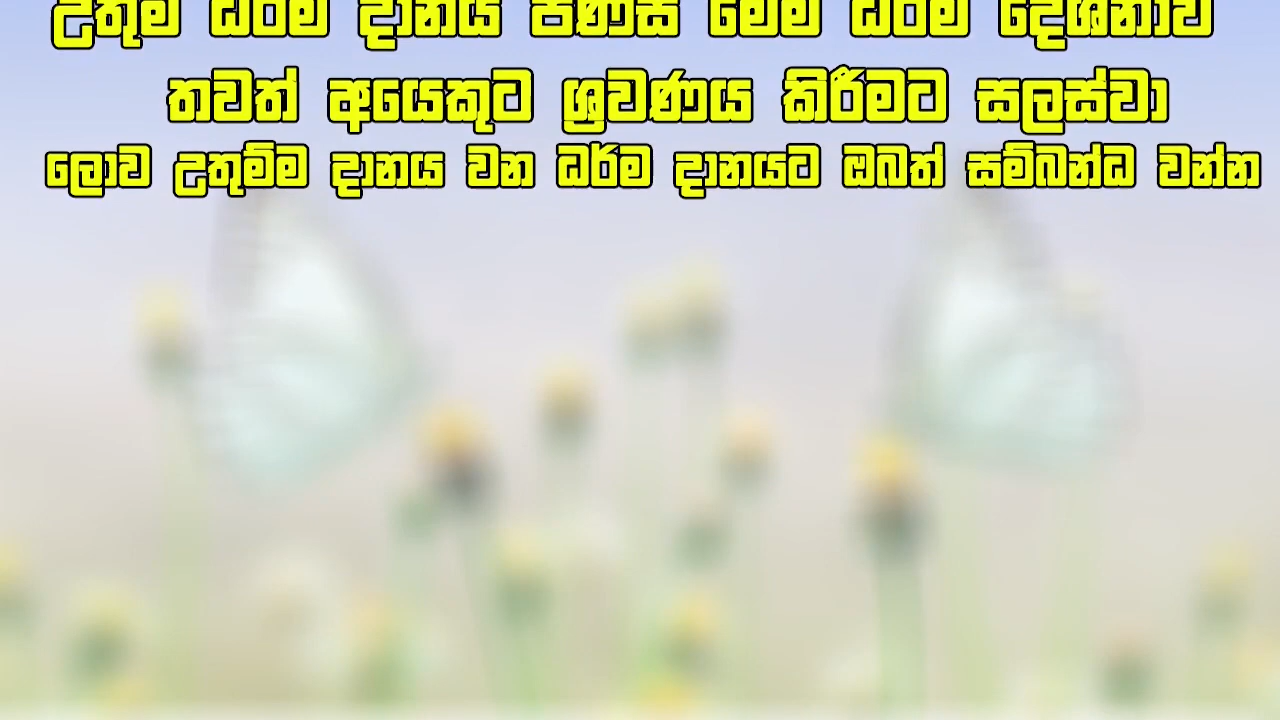 උතුම් ධර්ම දානය පිණිස මෙම ධර්ම දේශනාව
තවත් අයෙකුට ශ්‍රවණය කිරීමට සලස්වා
ලොව උතුම්ම දානය වන ධර්ම දානයට ඔබත් සම්බන්ධ වන්න